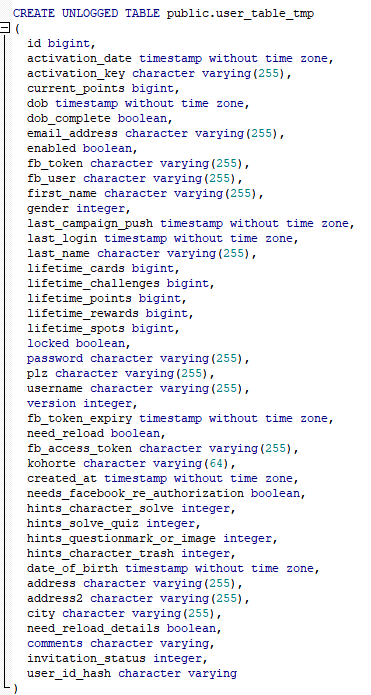 CREATE UNLOGGED TABLE public.user_table_tmp
(
id bigint,
activation_date timestamp without time zone,
activation_key character varying(255),
current_points bigint,
dob timestamp without time zone,
dob_complete boolean,
email_address character varying(255),
enabled boolean,
fb_token character varying(255),
fb_user character varying(255),
first_name character varying(255),
gender integer,
last_campaign_push timestamp without time zone,
last_login timestamp without time zone,
last_name character varying(255),
lifetime_cards bigint,
lifetime_challenges bigint,
lifetime_points bigint,
lifetime_rewards bigint,
lifetime_spots bigint,
locked boolean,
password character varying(255),
plz character varying(255),
username character varying(255),
version integer,
fb_token_expiry timestamp without time zone,
need_reload boolean,
fb_access_token character varying(255),
kohorte character varying(64),
created_at timestamp without time zone,
needs_facebook_re_authorization boolean,
hints_character_solve integer,
hints_solve_quiz integer,
hints_questionmark_or_image integer,
hints_character_trash integer,
date_of_birth timestamp without time zone,
address character varying(255),
address2 character varying(255),
city character varying(255),
need_reload_details boolean,
comments character varying,
invitation_status integer,
user_id_hash character varying
)